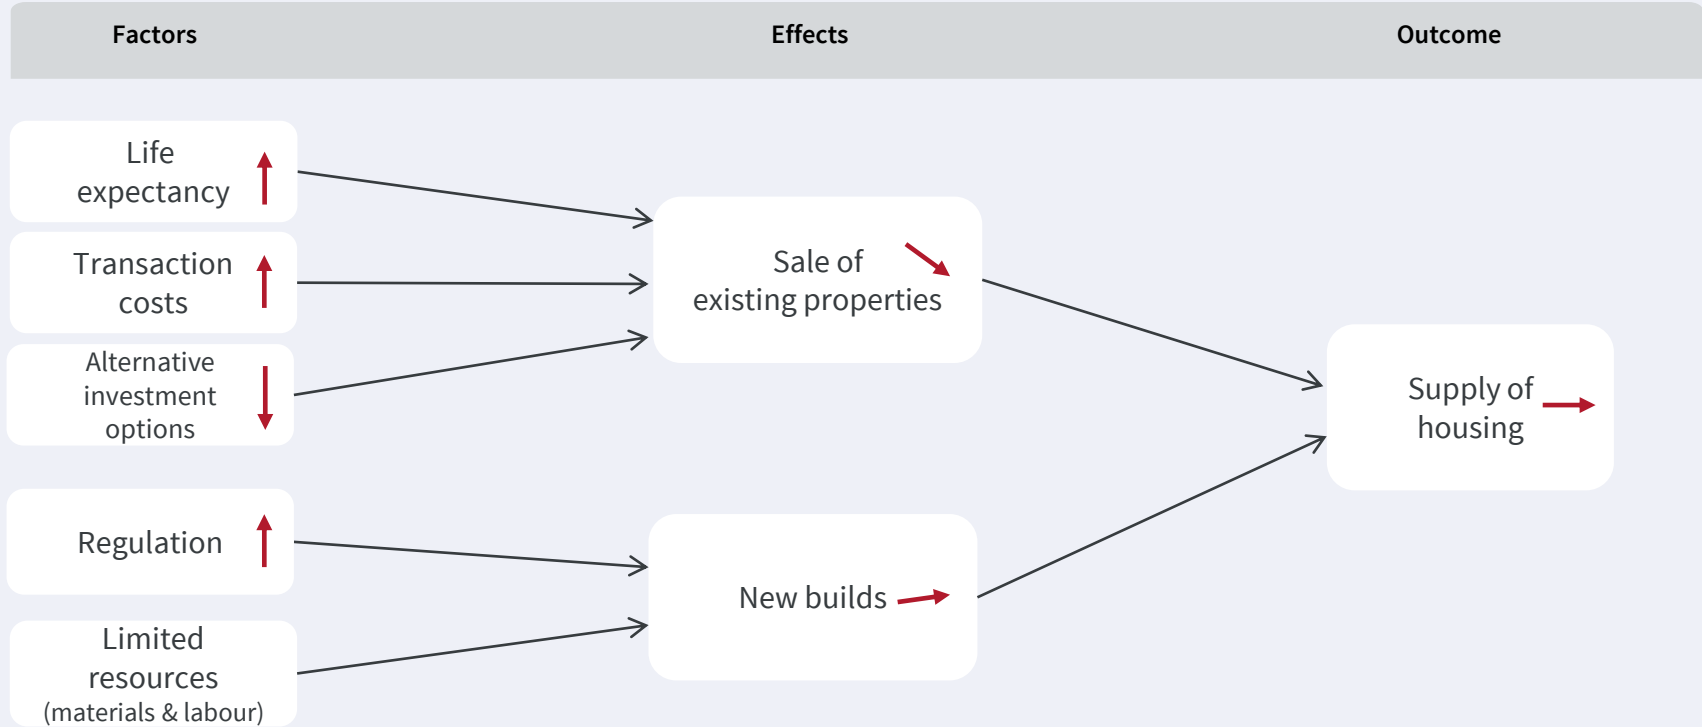 Factors
Effects
Outcome
Life
expectancy
Transaction
costs
Alternative
investment
options
Regulation
Limited
resources
(materials & labour)
Sale of
existing properties
New builds
Supply of
housing